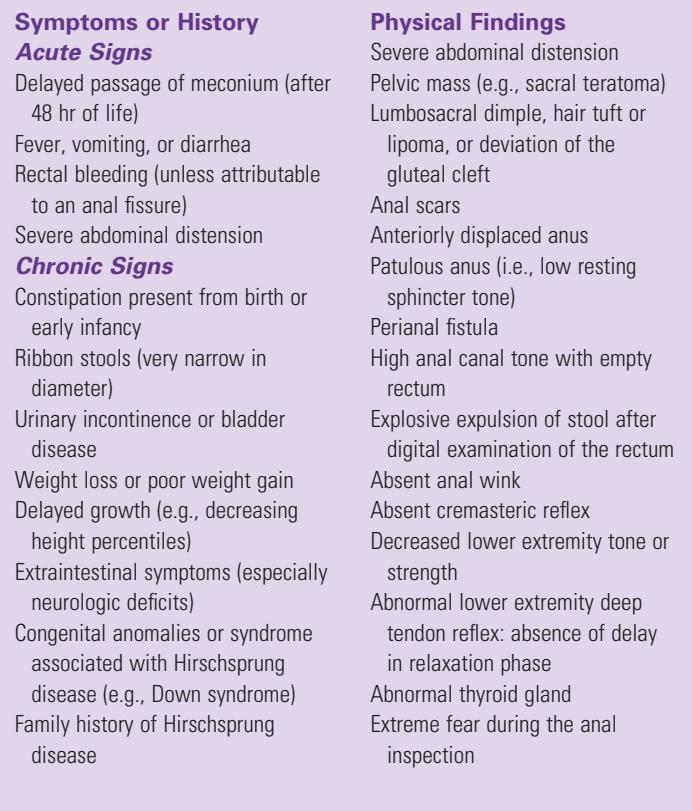 Symptoms or History
Acute Signs
Delayed passage of meconium (after
48 hr of life)
Fever, vomiting, or diarrhea
Rectal bleeding (unless attributable
to an anal fissure)
Severe abdominal distension
Chronic Signs
Constipation present from birth or
early infancy
Ribbon stools (very narrow in
diameter)
Urinary incontinence or bladder
disease
Weight loss or poor weight gain
Delayed growth (e.g., decreasing
height percentiles)
Extraintestinal symptoms (especially
neurologic deficits)
Congenital anomalies or syndrome
associated with Hirschsprung
disease (e.g., Down syndrome)
Family history of Hirschsprung
disease
Physical Findings
Severe abdominal distension
Pelvic mass (e.g., sacral teratoma)
Lumbosacral dimple, hair tuft or
lipoma, or deviation of the
gluteal cleft
Anal scars
Anteriorly displaced anus
Patulous anus (i.e., low resting
sphincter tone)
Perianal fistula
High anal canal tone with empty
rectum
Explosive expulsion of stool after
digital examination of the rectum
Absent anal wink
Absent cremasteric reflex
Decreased lower extremity tone or
strength
Abnormal lower extremity deep
tendon reflex: absence of delay
in relaxation phase
Abnormal thyroid gland
Extreme fear during the anal
inspection